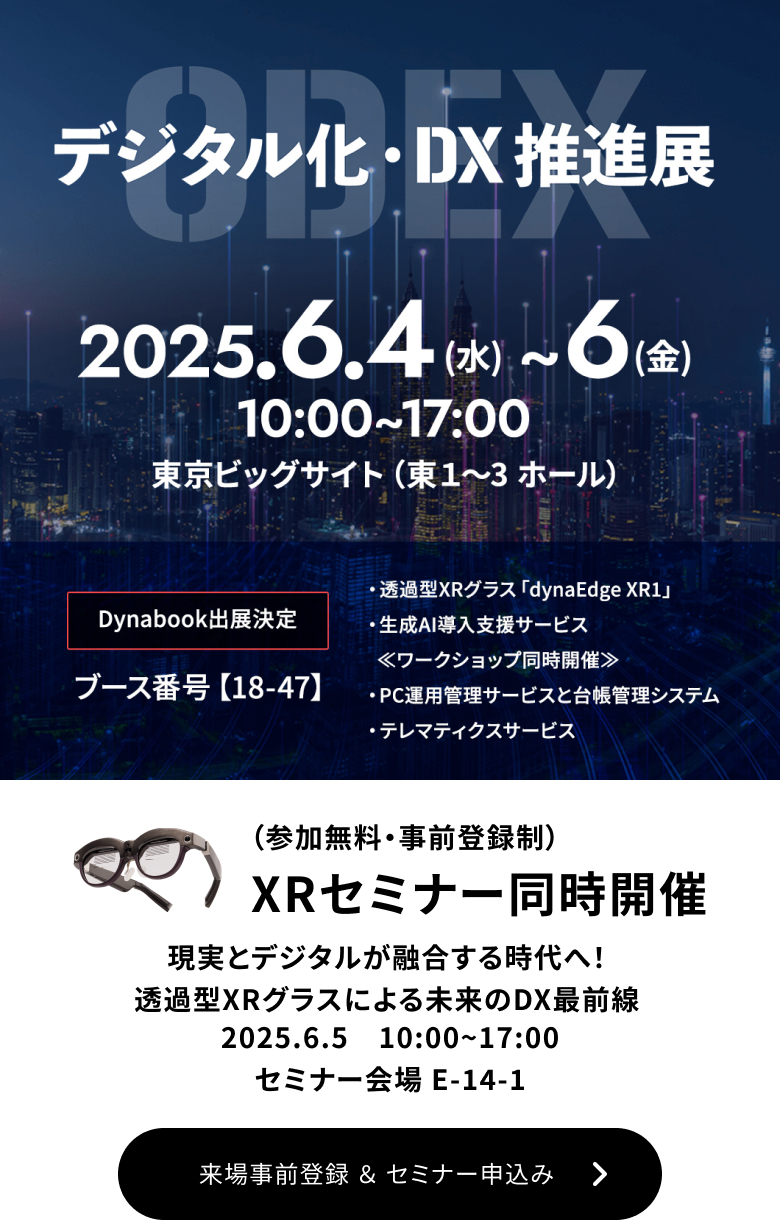 ODEX
デジタル化・DX推進展
2025.6.4(水)~6(金)
10:00~17:00
東京ビッグサイト（東1〜3 ホール）
Dynabook出展決定
ブース番号【18-47】
・透過型XRグラス「dynaEdge XR1」
・生成AI導入支援サービス
≪ワークショップ同時開催≫
・PC運用管理サービスと台帳管理システム
・テレマティクスサービス
（参加無料・事前登録制）
XRセミナー同時開催
現実とデジタルが融合する時代へ！
透過型XRグラスによる未来のDX最前線
2025.6.5　10:00~17:00
セミナー会場 E-14-1
来場事前登録 ＆ セミナー申込み